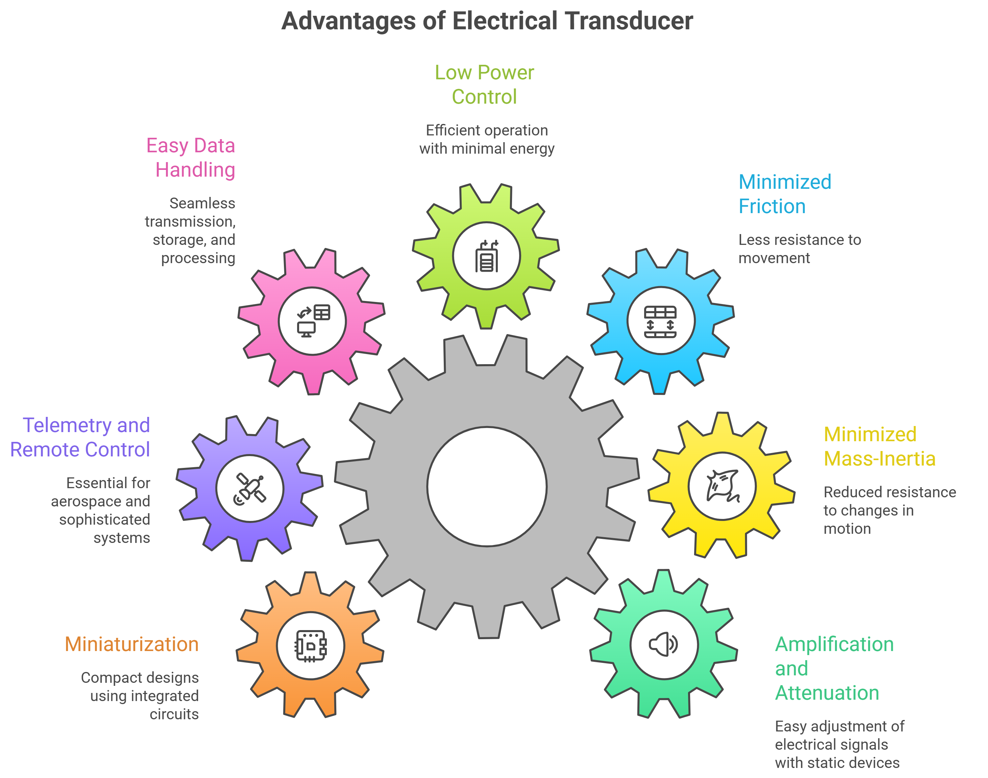 Advantages of Electrical Transducer
Low Power
Control
Efficient operation
with minimal energy
Easy Data
Handling
Seamless
transmission,
storage, and
processing
Minimized
Friction
Less resistance to
movement
Telemetry and
Remote Control
Essential for
aerospace and
sophisticated
systems
Minimized
Mass-Inertia
Reduced resistance
to changes in
motion
Miniaturization
Compact designs
using integrated
circuits
Amplification
and
Attenuation
Easy adjustment of
electrical signals
with static devices